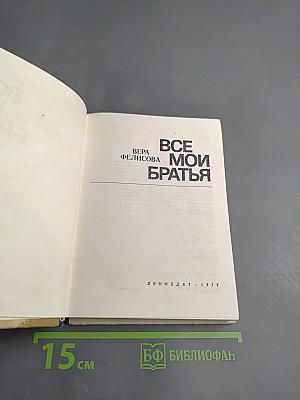 ВЕРА
ФЕЛИСОВА
ВСЕ
МОИ
БРАТЬЯ
ЛЕНИЗДАТ · 1977
15 см
БФ БИБЛИОФАН